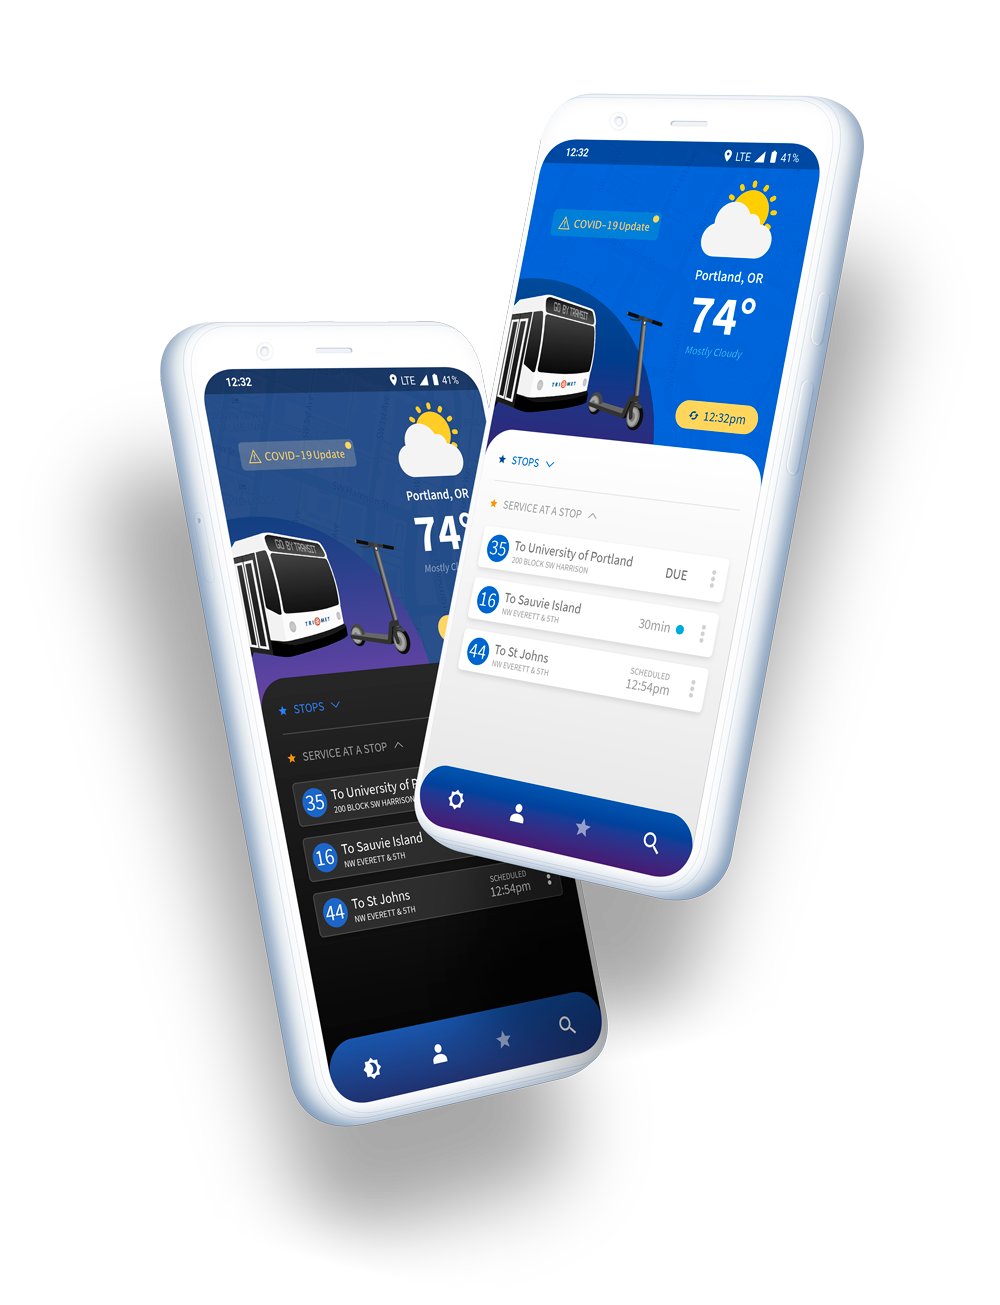 12:32
LTE
41%
COVID-19 Update
Portland, OR
74°
Mostly Cloudy
GO BY TRANSIT
TRI MET
12:32pm
STOPS
SERVICE AT A STOP
35
To University of Portland
200 BLOCK SW HARRISON
DUE
16
To Sauvie Island
NW EVERETT & 5TH
30min
44
To St Johns
NW EVERETT & 5TH
SCHEDULED
12:54pm
12:32
LTE
41%
COVID-19 Update
Portland, OR
74°
Mostly Cl
GO BY TRANSIT
TRI MET
STOPS
SERVICE AT A STOP
35
To University of P
200 BLOCK SW HARRISON
16
To Sauvie Island
NW EVERETT & 5TH
44
To St Johns
NW EVERETT & 5TH
SCHEDULED
12:54pm